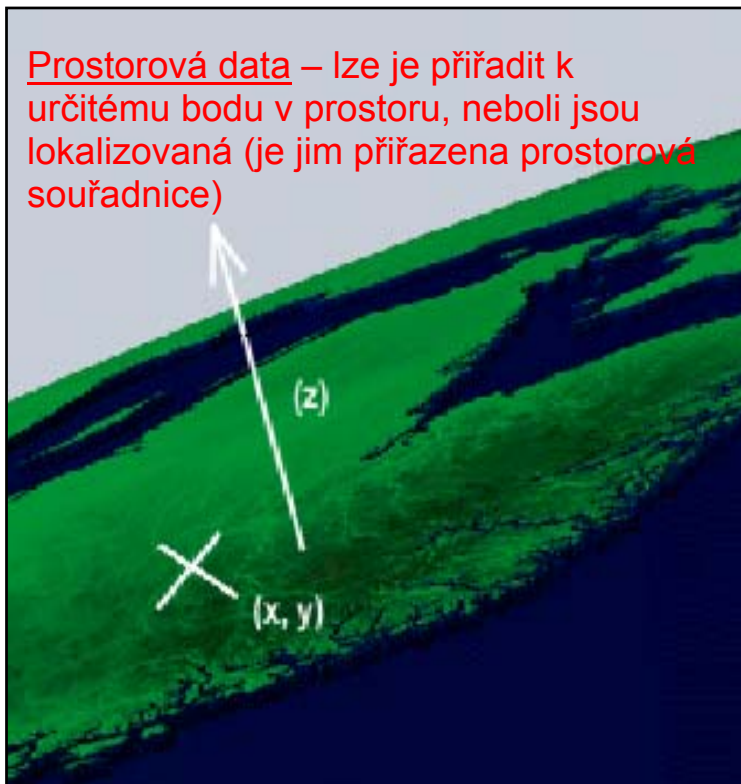 Prostorová data – lze je přiřadit k
určitému bodu v prostoru, neboli jsou
lokalizovaná (je jim přiřazena prostorová
souřadnice)
(z)
(x, y)